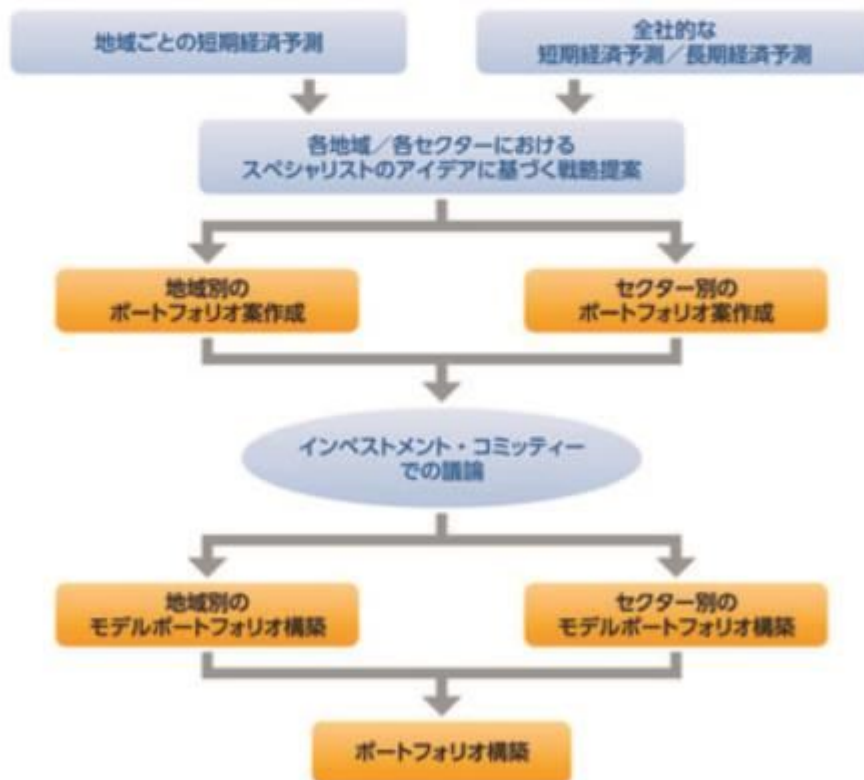 地域ごとの短期経済予測
全社的な
短期経済予測／長期経済予測
各地域／各セクターにおける
スペシャリストのアイデアに基づく戦略提案
地域別の
ポートフォリオ案作成
セクター別の
ポートフォリオ案作成
インベストメント・コミッティー
での議論
地域別の
モデルポートフォリオ構築
セクター別の
モデルポートフォリオ構築
ポートフォリオ構築